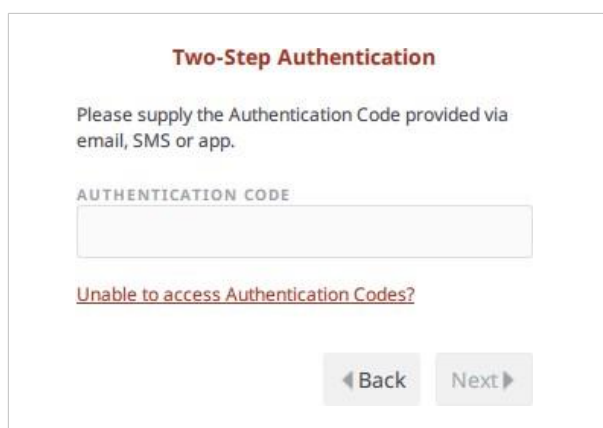 Two-Step Authentication
Please supply the Authentication Code provided via
email, SMS or app.
AUTHENTICATION CODE
Unable to access Authentication Codes?
Back
Next